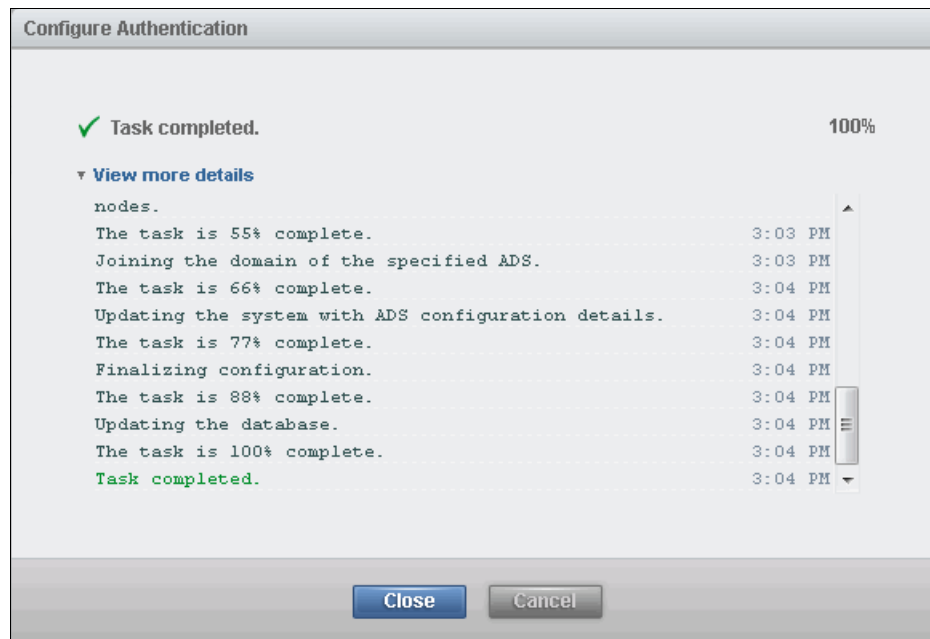 Configure Authentication
Task completed. 100%
View more details
nodes.
The task is 55% complete. 3:03 PM
Joining the domain of the specified ADS. 3:03 PM
The task is 66% complete. 3:04 PM
Updating the system with ADS configuration details. 3:04 PM
The task is 77% complete. 3:04 PM
Finalizing configuration. 3:04 PM
The task is 88% complete. 3:04 PM
Updating the database. 3:04 PM
The task is 100% complete. 3:04 PM
Task completed. 3:04 PM
Close Cancel